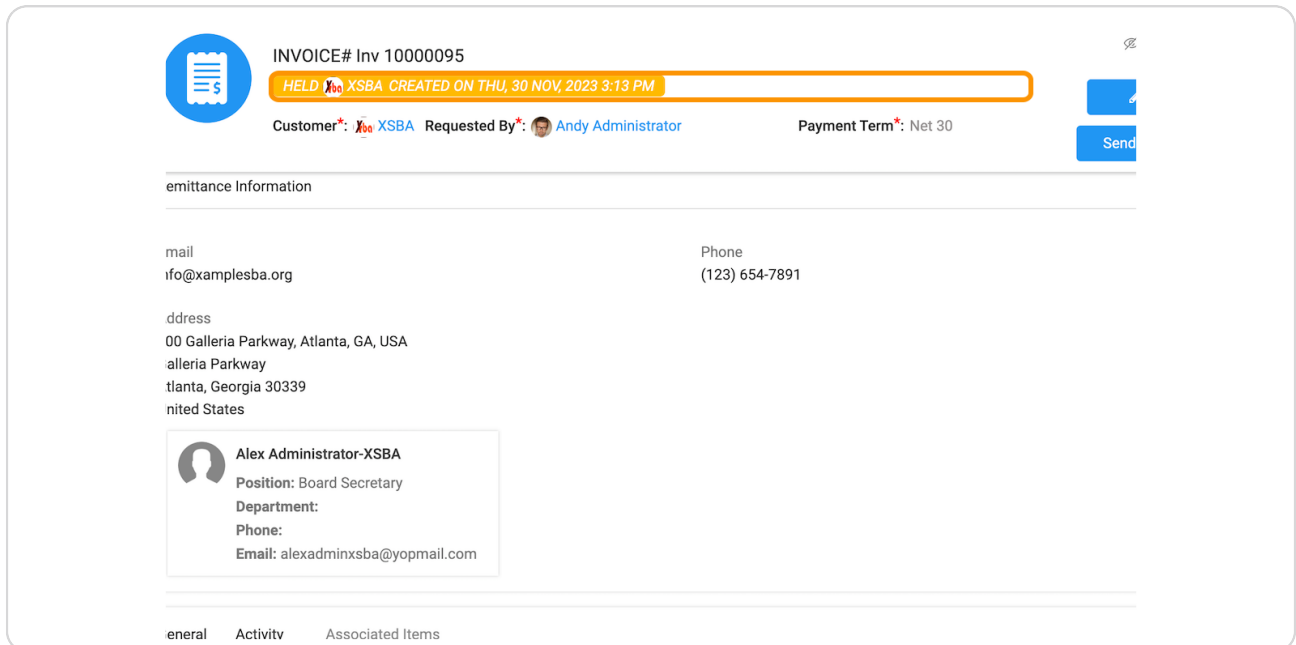 INVOICE# Inv 10000095
HELD Xba XSBA CREATED ON THU, 30 NOV, 2023 3:13 PM
Customer*: Xba XSBA Requested By*: Andy Administrator Payment Term*: Net 30
Send
emittance Information
mail Phone
nfo@xamplesba.org (123) 654-7891
ddress
00 Galleria Parkway, Atlanta, GA, USA
alleria Parkway
tlanta, Georgia 30339
nited States
Alex Administrator-XSBA
Position: Board Secretary
Department:
Phone:
Email: alexadminxsba@yopmail.com
eneral Activity Associated Items